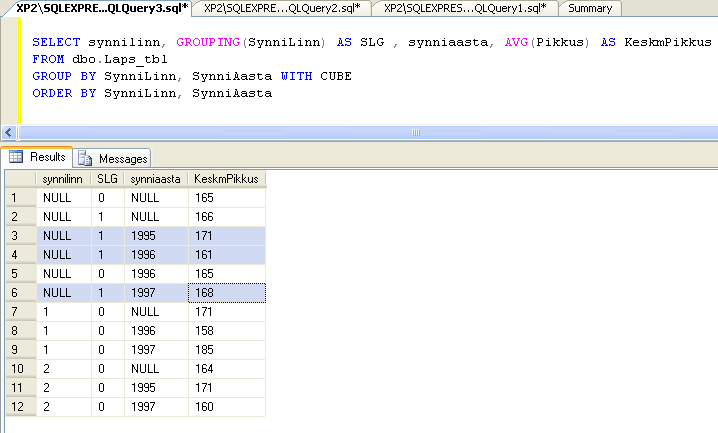 XP2\SQLEXPRE...QLQuery3.sql* XP2\SQLEXPRE...QLQuery2.sql* XP2\SQLEXPRES...QLQuery1.sql* Summary
SELECT synnilinn, GROUPING(SynniLinn) AS SLG , synniaasta, AVG(Pikkus) AS KeskmPikkus
FROM dbo.Laps_tbl
GROUP BY SynniLinn, SynniAasta WITH CUBE
ORDER BY SynniLinn, SynniAasta
Results Messages
synnilinn SLG synniaasta KeskmPikkus
1 NULL 0 NULL 165
2 NULL 1 NULL 166
3 NULL 1 1995 171
4 NULL 1 1996 161
5 NULL 0 1996 165
6 NULL 1 1997 168
7 1 0 NULL 171
8 1 0 1996 158
9 1 0 1997 185
10 2 0 NULL 164
11 2 0 1995 171
12 2 0 1997 160